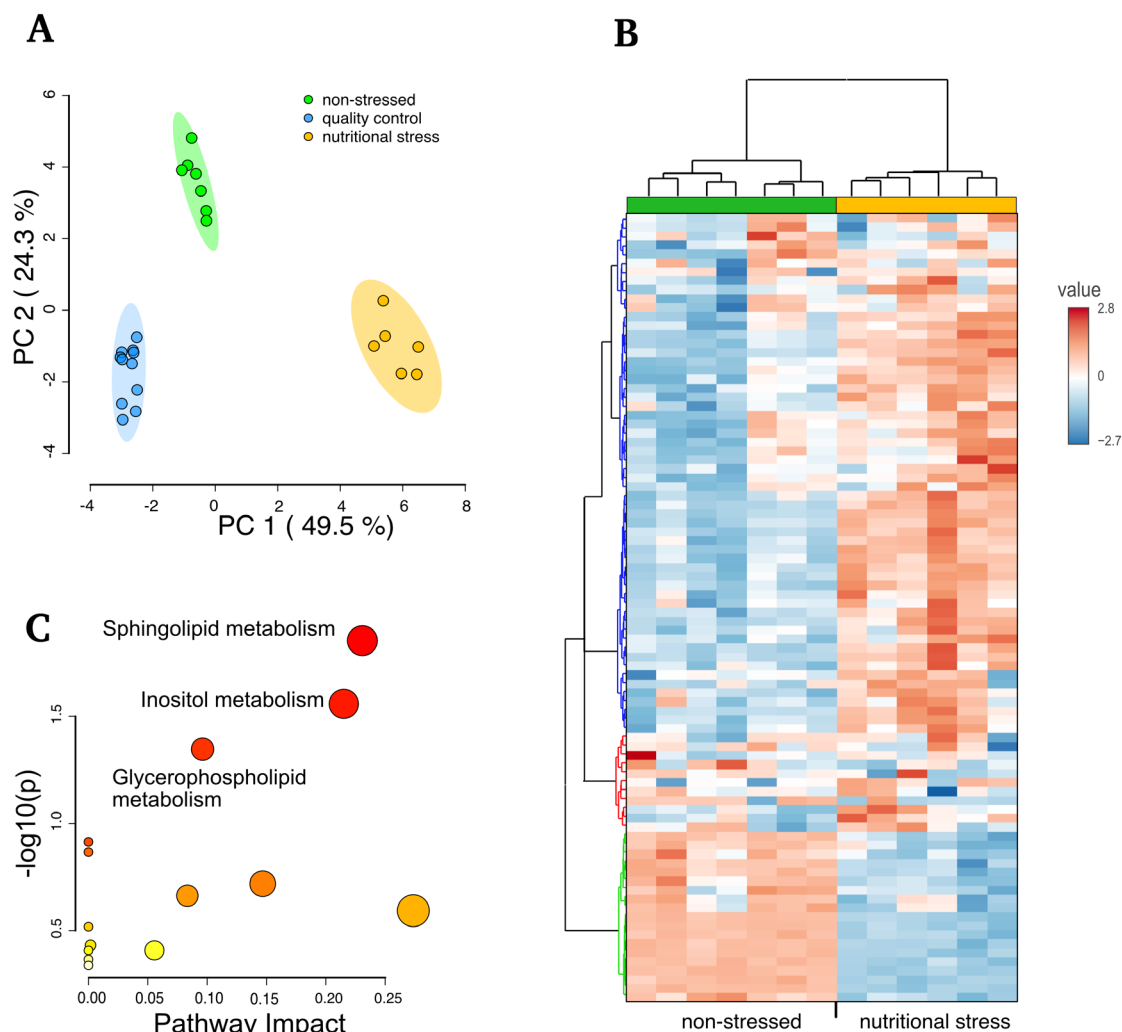 A
6
4
2
0
-2
-4
PC 2 ( 24.3 %)
non-stressed
quality control
nutritional stress
-4
-2
0
2
4
6
8
PC 1 ( 49.5 %)
B
value
2.8
0
−2.7
non-stressed
nutritional stress
C
Sphingolipid metabolism
Inositol metabolism
Glycerophospholipid
metabolism
1.5
1.0
0.5
-log10(p)
0.00
0.05
0.10
0.15
0.20
0.25
Pathway Impact